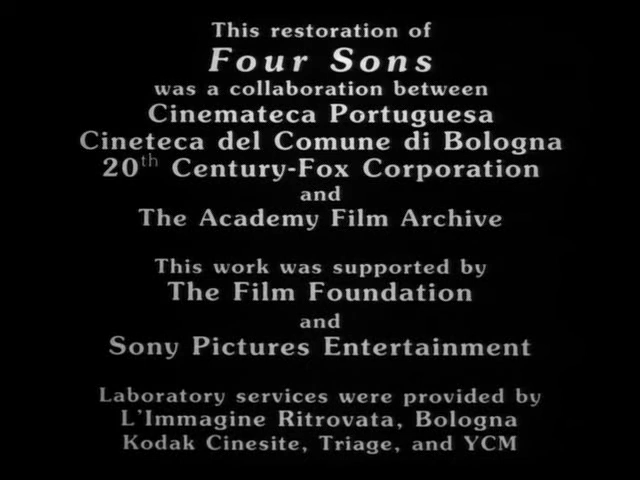 This restoration of
Four Sons
was a collaboration between
Cinemateca Portuguesa
Cineteca del Comune di Bologna
20th Century-Fox Corporation
and
The Academy Film Archive
This work was supported by
The Film Foundation
and
Sony Pictures Entertainment
Laboratory services were provided by
L'Immagine Ritrovata, Bologna
Kodak Cinesite, Triage, and YCM